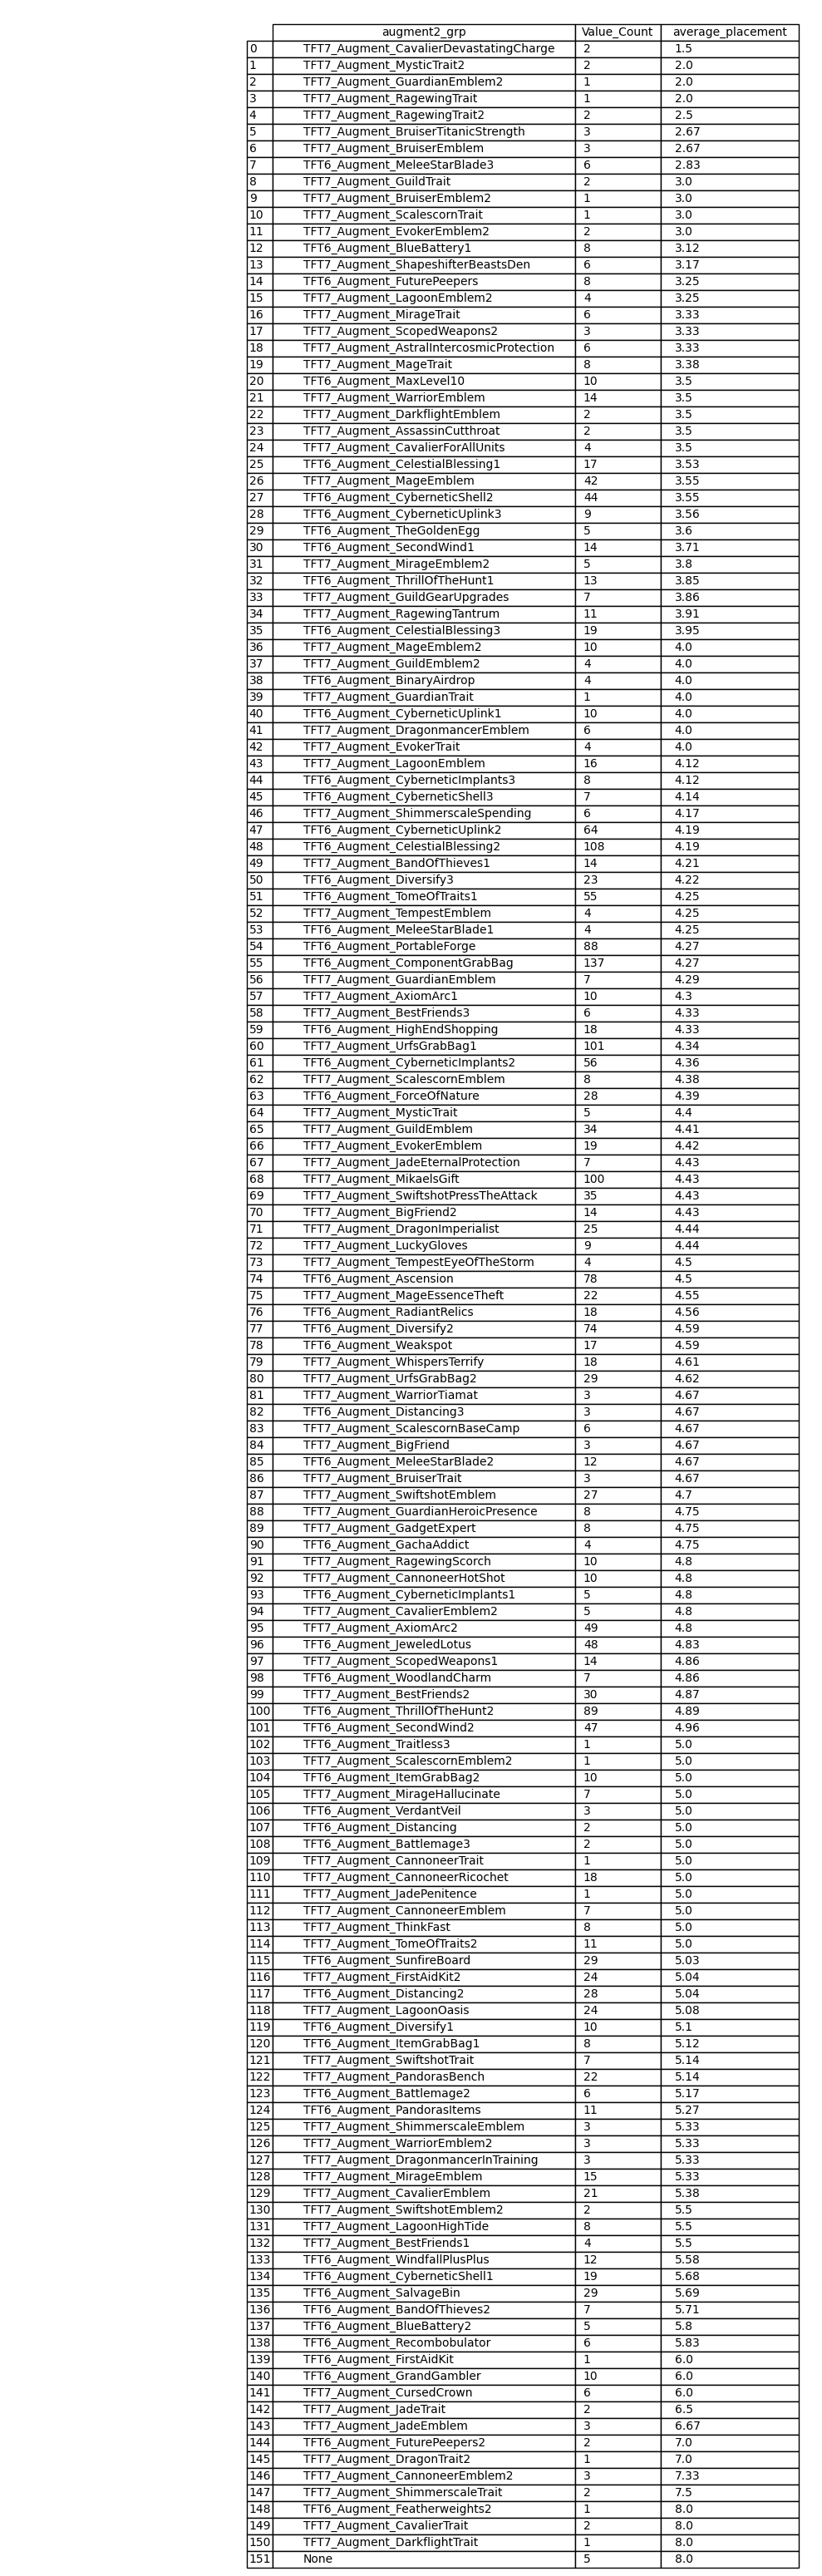 augment2_grp Value_Count average_placement
0 TFT7_Augment_CavalierDevastatingCharge 2 1.5
1 TFT7_Augment_MysticTrait2 2 2.0
2 TFT7_Augment_GuardianEmblem2 1 2.0
3 TFT7_Augment_RagewingTrait 1 2.0
4 TFT7_Augment_RagewingTrait2 2 2.5
5 TFT7_Augment_BruiserTitanicStrength 3 2.67
6 TFT7_Augment_BruiserEmblem 3 2.67
7 TFT6_Augment_MeleeStarBlade3 6 2.83
8 TFT7_Augment_GuildTrait 2 3.0
9 TFT7_Augment_BruiserEmblem2 1 3.0
10 TFT7_Augment_ScalescornTrait 1 3.0
11 TFT7_Augment_EvokerEmblem2 2 3.0
12 TFT6_Augment_BlueBattery1 8 3.12
13 TFT7_Augment_ShapeshifterBeastsDen 6 3.17
14 TFT6_Augment_FuturePeepers 8 3.25
15 TFT7_Augment_LagoonEmblem2 4 3.25
16 TFT7_Augment_MirageTrait 6 3.33
17 TFT7_Augment_ScopedWeapons2 3 3.33
18 TFT7_Augment_AstralIntercosmicProtection 6 3.33
19 TFT7_Augment_MageTrait 8 3.38
20 TFT6_Augment_MaxLevel10 10 3.5
21 TFT7_Augment_WarriorEmblem 14 3.5
22 TFT7_Augment_DarkflightEmblem 2 3.5
23 TFT7_Augment_AssassinCutthroat 2 3.5
24 TFT7_Augment_CavalierForAllUnits 4 3.5
25 TFT6_Augment_CelestialBlessing1 17 3.53
26 TFT7_Augment_MageEmblem 42 3.55
27 TFT6_Augment_CyberneticShell2 44 3.55
28 TFT6_Augment_CyberneticUplink3 9 3.56
29 TFT6_Augment_TheGoldenEgg 5 3.6
30 TFT6_Augment_SecondWind1 14 3.71
31 TFT7_Augment_MirageEmblem2 5 3.8
32 TFT6_Augment_ThrillOfTheHunt1 13 3.85
33 TFT7_Augment_GuildGearUpgrades 7 3.86
34 TFT7_Augment_RagewingTantrum 11 3.91
35 TFT6_Augment_CelestialBlessing3 19 3.95
36 TFT7_Augment_MageEmblem2 10 4.0
37 TFT7_Augment_GuildEmblem2 4 4.0
38 TFT6_Augment_BinaryAirdrop 4 4.0
39 TFT7_Augment_GuardianTrait 1 4.0
40 TFT6_Augment_CyberneticUplink1 10 4.0
41 TFT7_Augment_DragonmancerEmblem 6 4.0
42 TFT7_Augment_EvokerTrait 4 4.0
43 TFT7_Augment_LagoonEmblem 16 4.12
44 TFT6_Augment_CyberneticImplants3 8 4.12
45 TFT6_Augment_CyberneticShell3 7 4.14
46 TFT7_Augment_ShimmerscaleSpending 6 4.17
47 TFT6_Augment_CyberneticUplink2 64 4.19
48 TFT6_Augment_CelestialBlessing2 108 4.19
49 TFT7_Augment_BandOfThieves1 14 4.21
50 TFT6_Augment_Diversify3 23 4.22
51 TFT6_Augment_TomeOfTraits1 55 4.25
52 TFT7_Augment_TempestEmblem 4 4.25
53 TFT6_Augment_MeleeStarBlade1 4 4.25
54 TFT6_Augment_PortableForge 88 4.27
55 TFT6_Augment_ComponentGrabBag 137 4.27
56 TFT7_Augment_GuardianEmblem 7 4.29
57 TFT7_Augment_AxiomArc1 10 4.3
58 TFT7_Augment_BestFriends3 6 4.33
59 TFT6_Augment_HighEndShopping 18 4.33
60 TFT7_Augment_UrfsGrabBag1 101 4.34
61 TFT6_Augment_CyberneticImplants2 56 4.36
62 TFT7_Augment_ScalescornEmblem 8 4.38
63 TFT6_Augment_ForceOfNature 28 4.39
64 TFT7_Augment_MysticTrait 5 4.4
65 TFT7_Augment_GuildEmblem 34 4.41
66 TFT7_Augment_EvokerEmblem 19 4.42
67 TFT7_Augment_JadeEternalProtection 7 4.43
68 TFT7_Augment_MikaelsGift 100 4.43
69 TFT7_Augment_SwiftshotPressTheAttack 35 4.43
70 TFT7_Augment_BigFriend2 14 4.43
71 TFT7_Augment_DragonImperialist 25 4.44
72 TFT7_Augment_LuckyGloves 9 4.44
73 TFT7_Augment_TempestEyeOfTheStorm 4 4.5
74 TFT6_Augment_Ascension 78 4.5
75 TFT7_Augment_MageEssenceTheft 22 4.55
76 TFT6_Augment_RadiantRelics 18 4.56
77 TFT6_Augment_Diversify2 74 4.59
78 TFT6_Augment_Weakspot 17 4.59
79 TFT7_Augment_WhispersTerrify 18 4.61
80 TFT7_Augment_UrfsGrabBag2 29 4.62
81 TFT7_Augment_WarriorTiamat 3 4.67
82 TFT6_Augment_Distancing3 3 4.67
83 TFT7_Augment_ScalescornBaseCamp 6 4.67
84 TFT7_Augment_BigFriend 3 4.67
85 TFT6_Augment_MeleeStarBlade2 12 4.67
86 TFT7_Augment_BruiserTrait 3 4.67
87 TFT7_Augment_SwiftshotEmblem 27 4.7
88 TFT7_Augment_GuardianHeroicPresence 8 4.75
89 TFT7_Augment_GadgetExpert 8 4.75
90 TFT6_Augment_GachaAddict 4 4.75
91 TFT7_Augment_RagewingScorch 10 4.8
92 TFT7_Augment_CannoneerHotShot 10 4.8
93 TFT6_Augment_CyberneticImplants1 5 4.8
94 TFT7_Augment_CavalierEmblem2 5 4.8
95 TFT7_Augment_AxiomArc2 49 4.8
96 TFT6_Augment_JeweledLotus 48 4.83
97 TFT7_Augment_ScopedWeapons1 14 4.86
98 TFT6_Augment_WoodlandCharm 7 4.86
99 TFT7_Augment_BestFriends2 30 4.87
100 TFT6_Augment_ThrillOfTheHunt2 89 4.89
101 TFT6_Augment_SecondWind2 47 4.96
102 TFT6_Augment_Traitless3 1 5.0
103 TFT7_Augment_ScalescornEmblem2 1 5.0
104 TFT6_Augment_ItemGrabBag2 10 5.0
105 TFT7_Augment_MirageHallucinate 7 5.0
106 TFT6_Augment_VerdantVeil 3 5.0
107 TFT6_Augment_Distancing 2 5.0
108 TFT6_Augment_Battlemage3 2 5.0
109 TFT7_Augment_CannoneerTrait 1 5.0
110 TFT7_Augment_CannoneerRicochet 18 5.0
111 TFT7_Augment_JadePenitence 1 5.0
112 TFT7_Augment_CannoneerEmblem 7 5.0
113 TFT7_Augment_ThinkFast 8 5.0
114 TFT7_Augment_TomeOfTraits2 11 5.0
115 TFT6_Augment_SunfireBoard 29 5.03
116 TFT7_Augment_FirstAidKit2 24 5.04
117 TFT6_Augment_Distancing2 28 5.04
118 TFT7_Augment_LagoonOasis 24 5.08
119 TFT6_Augment_Diversify1 10 5.1
120 TFT6_Augment_ItemGrabBag1 8 5.12
121 TFT7_Augment_SwiftshotTrait 7 5.14
122 TFT7_Augment_PandorasBench 22 5.14
123 TFT6_Augment_Battlemage2 6 5.17
124 TFT6_Augment_PandorasItems 11 5.27
125 TFT7_Augment_ShimmerscaleEmblem 3 5.33
126 TFT7_Augment_WarriorEmblem2 3 5.33
127 TFT7_Augment_DragonmancerInTraining 3 5.33
128 TFT7_Augment_MirageEmblem 15 5.33
129 TFT7_Augment_CavalierEmblem 21 5.38
130 TFT7_Augment_SwiftshotEmblem2 2 5.5
131 TFT7_Augment_LagoonHighTide 8 5.5
132 TFT7_Augment_BestFriends1 4 5.5
133 TFT6_Augment_WindfallPlusPlus 12 5.58
134 TFT6_Augment_CyberneticShell1 19 5.68
135 TFT6_Augment_SalvageBin 29 5.69
136 TFT6_Augment_BandOfThieves2 7 5.71
137 TFT6_Augment_BlueBattery2 5 5.8
138 TFT6_Augment_Recombobulator 6 5.83
139 TFT6_Augment_FirstAidKit 1 6.0
140 TFT6_Augment_GrandGambler 10 6.0
141 TFT7_Augment_CursedCrown 6 6.0
142 TFT7_Augment_JadeTrait 2 6.5
143 TFT7_Augment_JadeEmblem 3 6.67
144 TFT6_Augment_FuturePeepers2 2 7.0
145 TFT7_Augment_DragonTrait2 1 7.0
146 TFT7_Augment_CannoneerEmblem2 3 7.33
147 TFT7_Augment_ShimmerscaleTrait 2 7.5
148 TFT6_Augment_Featherweights2 1 8.0
149 TFT7_Augment_CavalierTrait 2 8.0
150 TFT7_Augment_DarkflightTrait 1 8.0
151 None 5 8.0